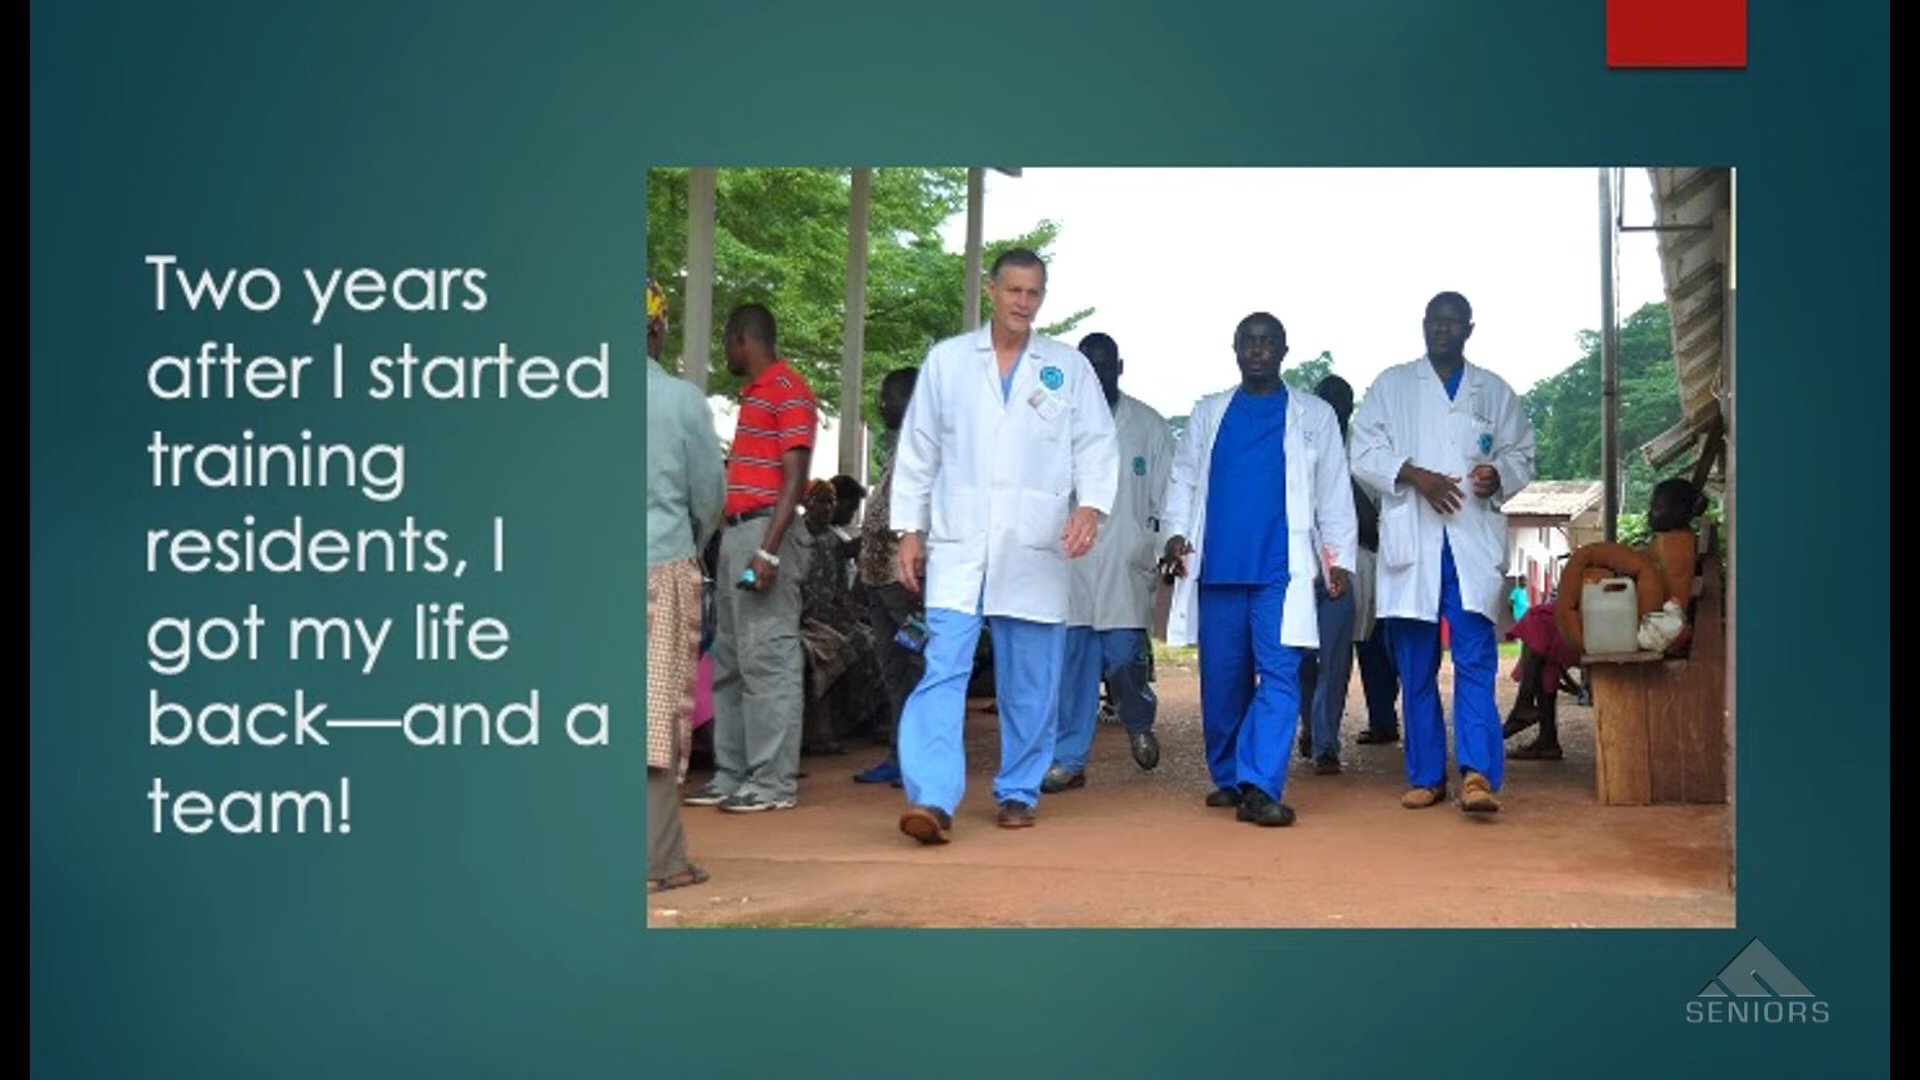 Two years
after I started
training
residents, I
got my life
back—and a
team!
SENIORS